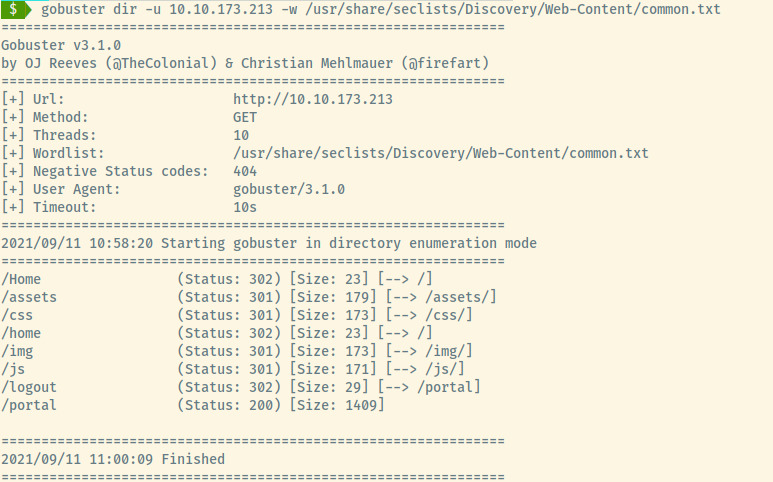 $ gobuster dir -u 10.10.173.213 -w /usr/share/seclists/Discovery/Web-Content/common.txt
===============================================================
Gobuster v3.1.0
by OJ Reeves (@TheColonial) & Christian Mehlmauer (@firefart)
===============================================================
[+] Url:                     http://10.10.173.213
[+] Method:                  GET
[+] Threads:                 10
[+] Wordlist:                /usr/share/seclists/Discovery/Web-Content/common.txt
[+] Negative Status codes:   404
[+] User Agent:              gobuster/3.1.0
[+] Timeout:                 10s
===============================================================
2021/09/11 10:58:20 Starting gobuster in directory enumeration mode
===============================================================
/Home                 (Status: 302) [Size: 23] [--> /]
/assets               (Status: 301) [Size: 179] [--> /assets/]
/css                  (Status: 301) [Size: 173] [--> /css/]
/home                 (Status: 302) [Size: 23] [--> /]
/img                  (Status: 301) [Size: 173] [--> /img/]
/js                   (Status: 301) [Size: 171] [--> /js/]
/logout               (Status: 302) [Size: 29] [--> /portal]
/portal               (Status: 200) [Size: 1409]
===============================================================
2021/09/11 11:00:09 Finished
===============================================================